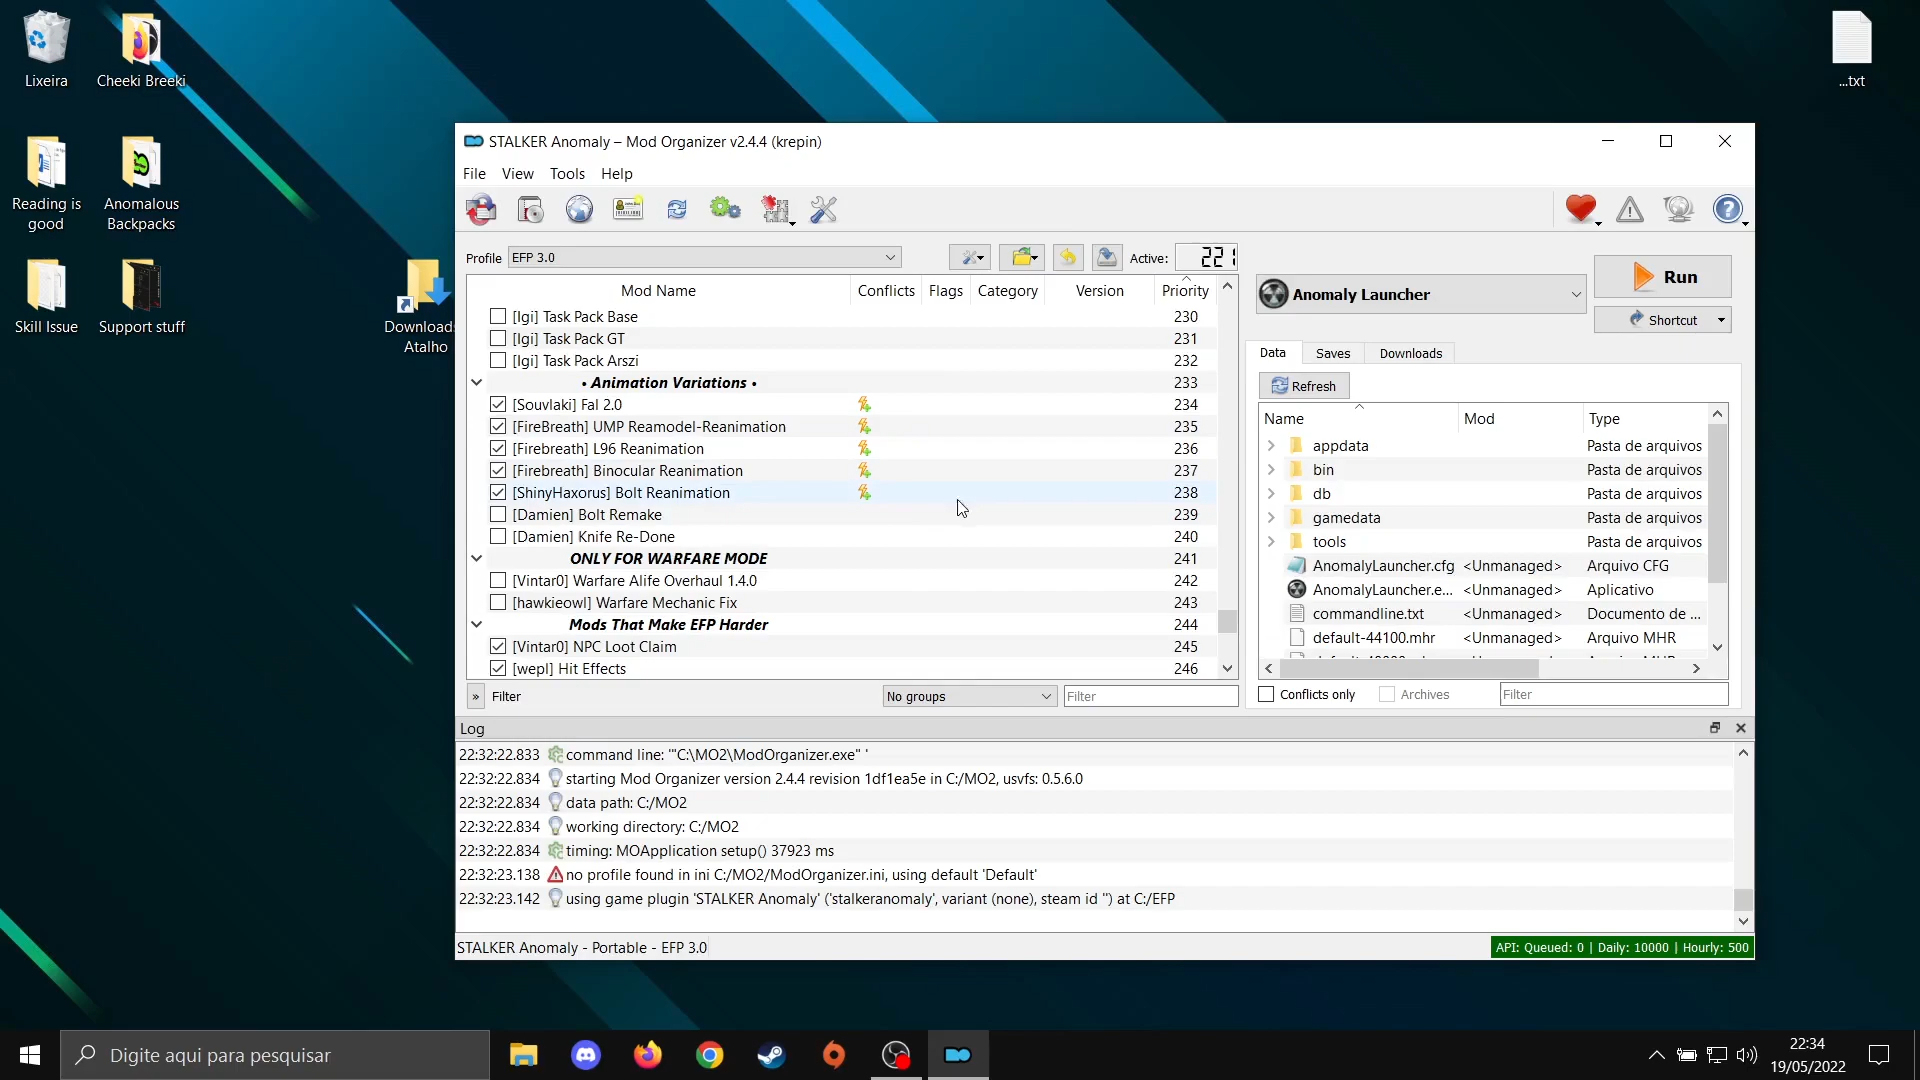 Lixeira
Cheeki Breeki
...txt
Reading is good
Anomalous Backpacks
Skill Issue
Support stuff
Downloads Atalho
STALKER Anomaly – Mod Organizer v2.4.4 (krepin)
File View Tools Help
Profile EFP 3.0 Active: 221
Mod Name Conflicts Flags Category Version Priority
[Igi] Task Pack Base 230
[Igi] Task Pack GT 231
[Igi] Task Pack Arszi 232
• Animation Variations • 233
[Souvlaki] Fal 2.0 234
[FireBreath] UMP Reamodel-Reanimation 235
[Firebreath] L96 Reanimation 236
[Firebreath] Binocular Reanimation 237
[ShinyHaxorus] Bolt Reanimation 238
[Damien] Bolt Remake 239
[Damien] Knife Re-Done 240
ONLY FOR WARFARE MODE 241
[Vintar0] Warfare Alife Overhaul 1.4.0 242
[hawkieowl] Warfare Mechanic Fix 243
Mods That Make EFP Harder 244
[Vintar0] NPC Loot Claim 245
[wepl] Hit Effects 246
» Filter No groups Filter
Anomaly Launcher
Run
Shortcut
Data Saves Downloads
Refresh
Name Mod Type
appdata Pasta de arquivos
bin Pasta de arquivos
db Pasta de arquivos
gamedata Pasta de arquivos
tools Pasta de arquivos
AnomalyLauncher.cfg <Unmanaged> Arquivo CFG
AnomalyLauncher.e... <Unmanaged> Aplicativo
commandline.txt <Unmanaged> Documento de ...
default-44100.mhr <Unmanaged> Arquivo MHR
Conflicts only Archives Filter
Log
22:32:22.833 command line: '"C:\MO2\ModOrganizer.exe" '
22:32:22.834 starting Mod Organizer version 2.4.4 revision 1df1ea5e in C:/MO2, usvfs: 0.5.6.0
22:32:22.834 data path: C:/MO2
22:32:22.834 working directory: C:/MO2
22:32:22.834 timing: MOApplication setup() 37923 ms
22:32:23.138 no profile found in ini C:/MO2/ModOrganizer.ini, using default 'Default'
22:32:23.142 using game plugin 'STALKER Anomaly' ('stalkeranomaly', variant (none), steam id '') at C:/EFP
STALKER Anomaly - Portable - EFP 3.0
API: Queued: 0 | Daily: 10000 | Hourly: 500
Digite aqui para pesquisar
22:34
19/05/2022